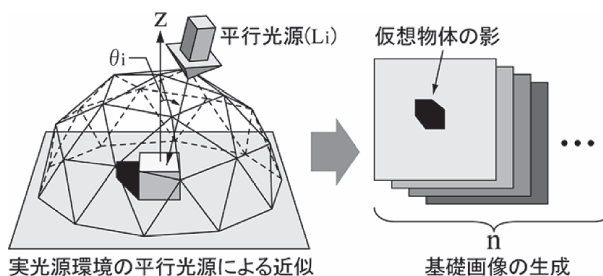 Z
平行光源(Li)
θi
実光源環境の平行光源による近似
仮想物体の影
•••
n
基礎画像の生成